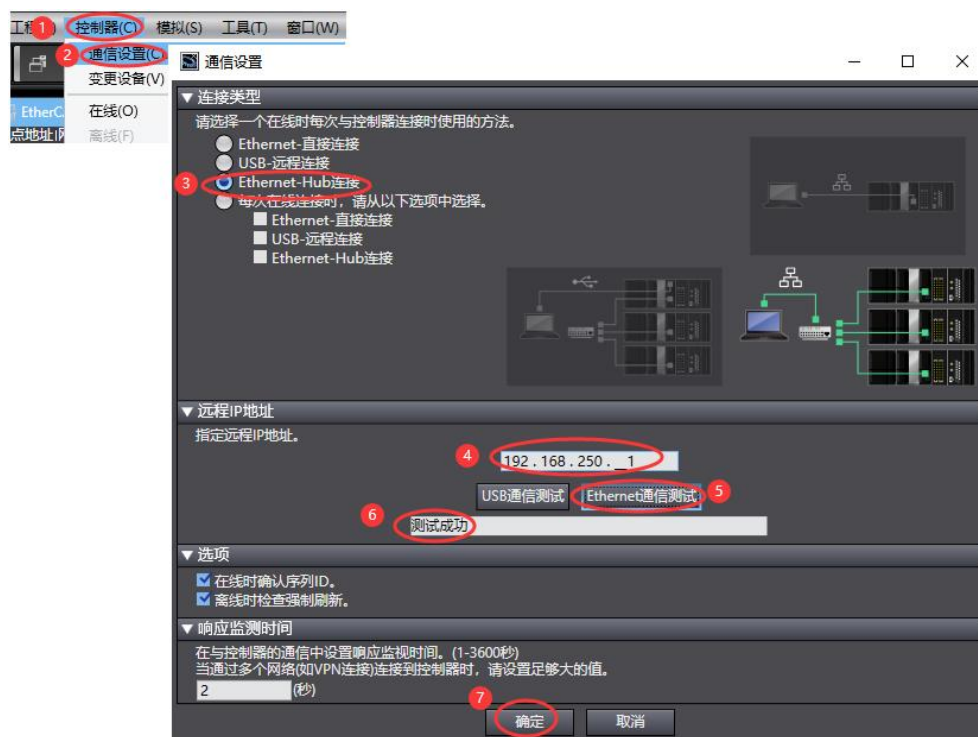 1 控制器(C) 模拟(S) 工具(T) 窗口(W)
2 通信设置(C)
变更设备(V)
在线(O)
离线(F)
EtherC
点地址|网
通信设置
▼连接类型
请选择一个在线时每次与控制器连接时使用的方法。
Ethernet-直接连接
USB-远程连接
3 Ethernet-Hub连接
每次在线连接时，请从以下选项中选择。
Ethernet-直接连接
USB-远程连接
Ethernet-Hub连接
▼远程IP地址
指定远程IP地址。
4 192.168.250._1
USB通信测试 Ethernet通信测试 5
6 测试成功
▼选项
在线时确认序列ID。
离线时检查强制刷新。
▼响应监测时间
在与控制器的通信中设置响应监视时间。(1-3600秒)
当通过多个网络(如VPN连接)连接到控制器时，请设置足够大的值。
2 (秒)
7 确定 取消